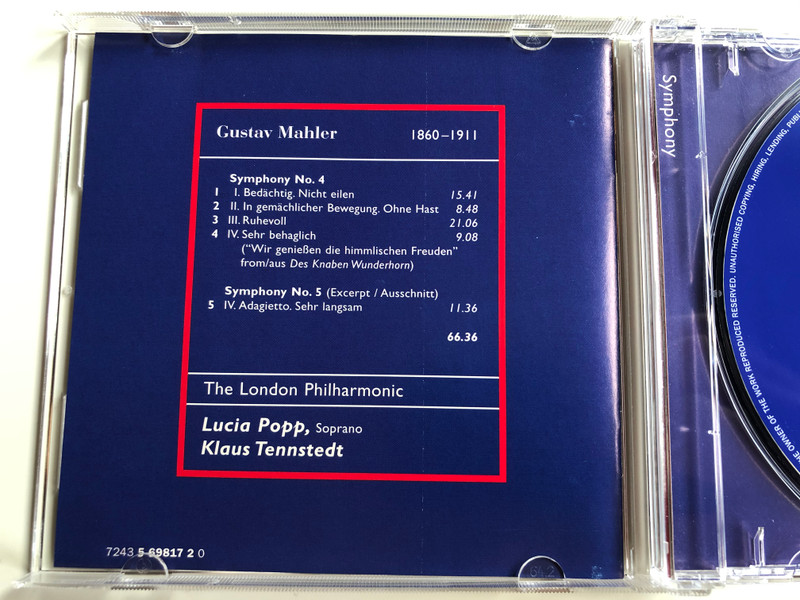 Gustav Mahler 1860–1911
Symphony No. 4
1 I. Bedächtig. Nicht eilen 15.41
2 II. In gemächlicher Bewegung. Ohne Hast 8.48
3 III. Ruhevoll 21.06
4 IV. Sehr behaglich 9.08
("Wir genießen die himmlischen Freuden"
from/aus Des Knaben Wunderhorn)
Symphony No. 5 (Excerpt / Ausschnitt)
5 IV. Adagietto. Sehr langsam 11.36
66.36
The London Philharmonic
Lucia Popp, Soprano
Klaus Tennstedt
7243 5 69817 2 0
Symphony
OWNER OF THE WORK REPRODUCED RESERVED. UNAUTHORISED COPYING, HIRING, LENDING,